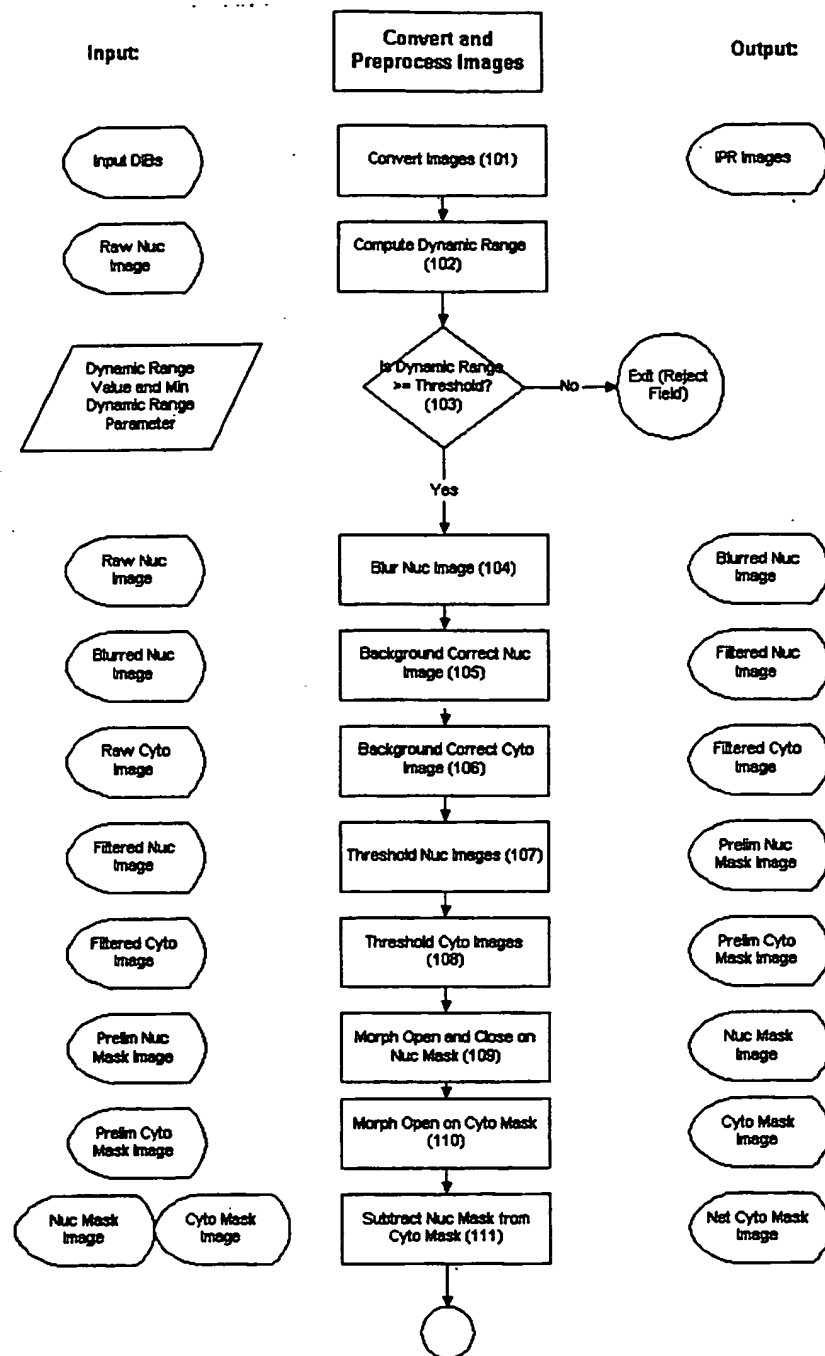 Input:
Convert and
Preprocess Images
Output:
Input DIBs
Convert Images (101)
IPR Images
Raw Nuc
Image
Compute Dynamic Range
(102)
Dynamic Range
Value and Min
Dynamic Range
Parameter
Is Dynamic Range
>= Threshold?
(103)
No
Exit (Reject
Field)
Yes
Raw Nuc
Image
Blur Nuc Image (104)
Blurred Nuc
Image
Blurred Nuc
Image
Background Correct Nuc
Image (105)
Filtered Nuc
Image
Raw Cyto
Image
Background Correct Cyto
Image (106)
Filtered Cyto
Image
Filtered Nuc
Image
Threshold Nuc Images (107)
Prelim Nuc
Mask Image
Filtered Cyto
Image
Threshold Cyto Images
(108)
Prelim Cyto
Mask Image
Prelim Nuc
Mask Image
Morph Open and Close on
Nuc Mask (109)
Nuc Mask
Image
Prelim Cyto
Mask Image
Morph Open on Cyto Mask
(110)
Cyto Mask
Image
Nuc Mask
Image
Cyto Mask
Image
Subtract Nuc Mask from
Cyto Mask (111)
Net Cyto Mask
Image